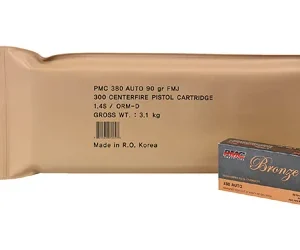 PMC 380 AUTO 90 gr FMJ
300 CENTERFIRE PISTOL CARTRIDGE
1.4S / ORM-D
GROSS WT. : 3.1 kg
Made in R.O. Korea
PMC
Bronze
380 AUTO